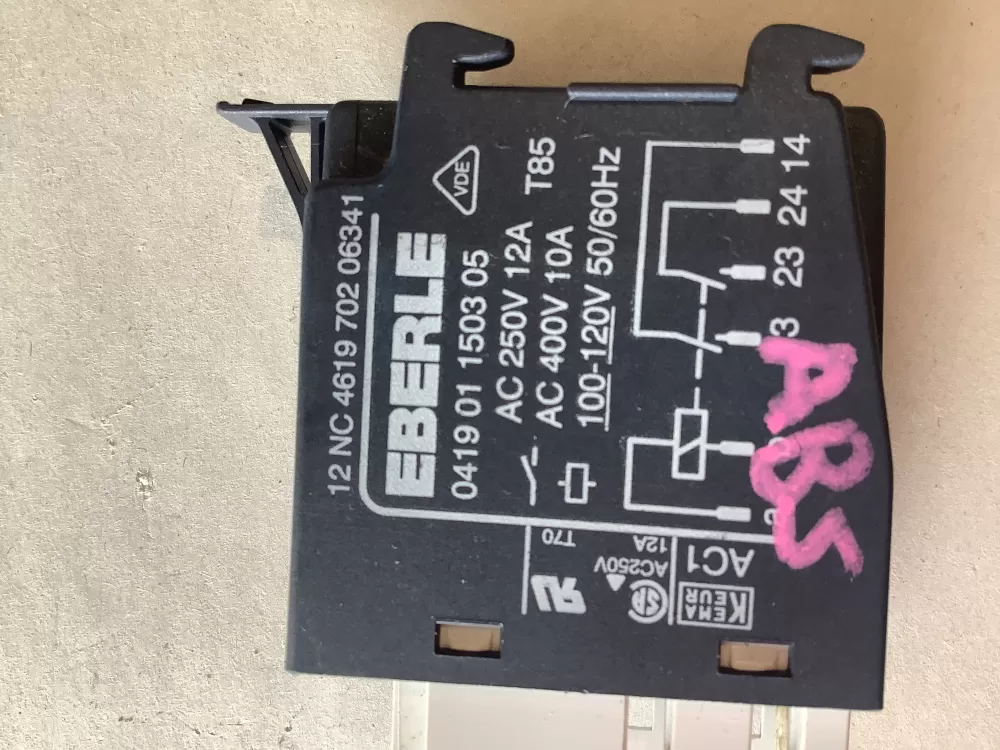 12 NC 4619 702 06341
EBERLE
VDE
0419 01 1503 05
AC 250V 12A T85
AC 400V 10A
100-120V 50/60Hz
14
24
23
3
ABS
T70
AC250V
12A
AC1
KEMA
KEUR